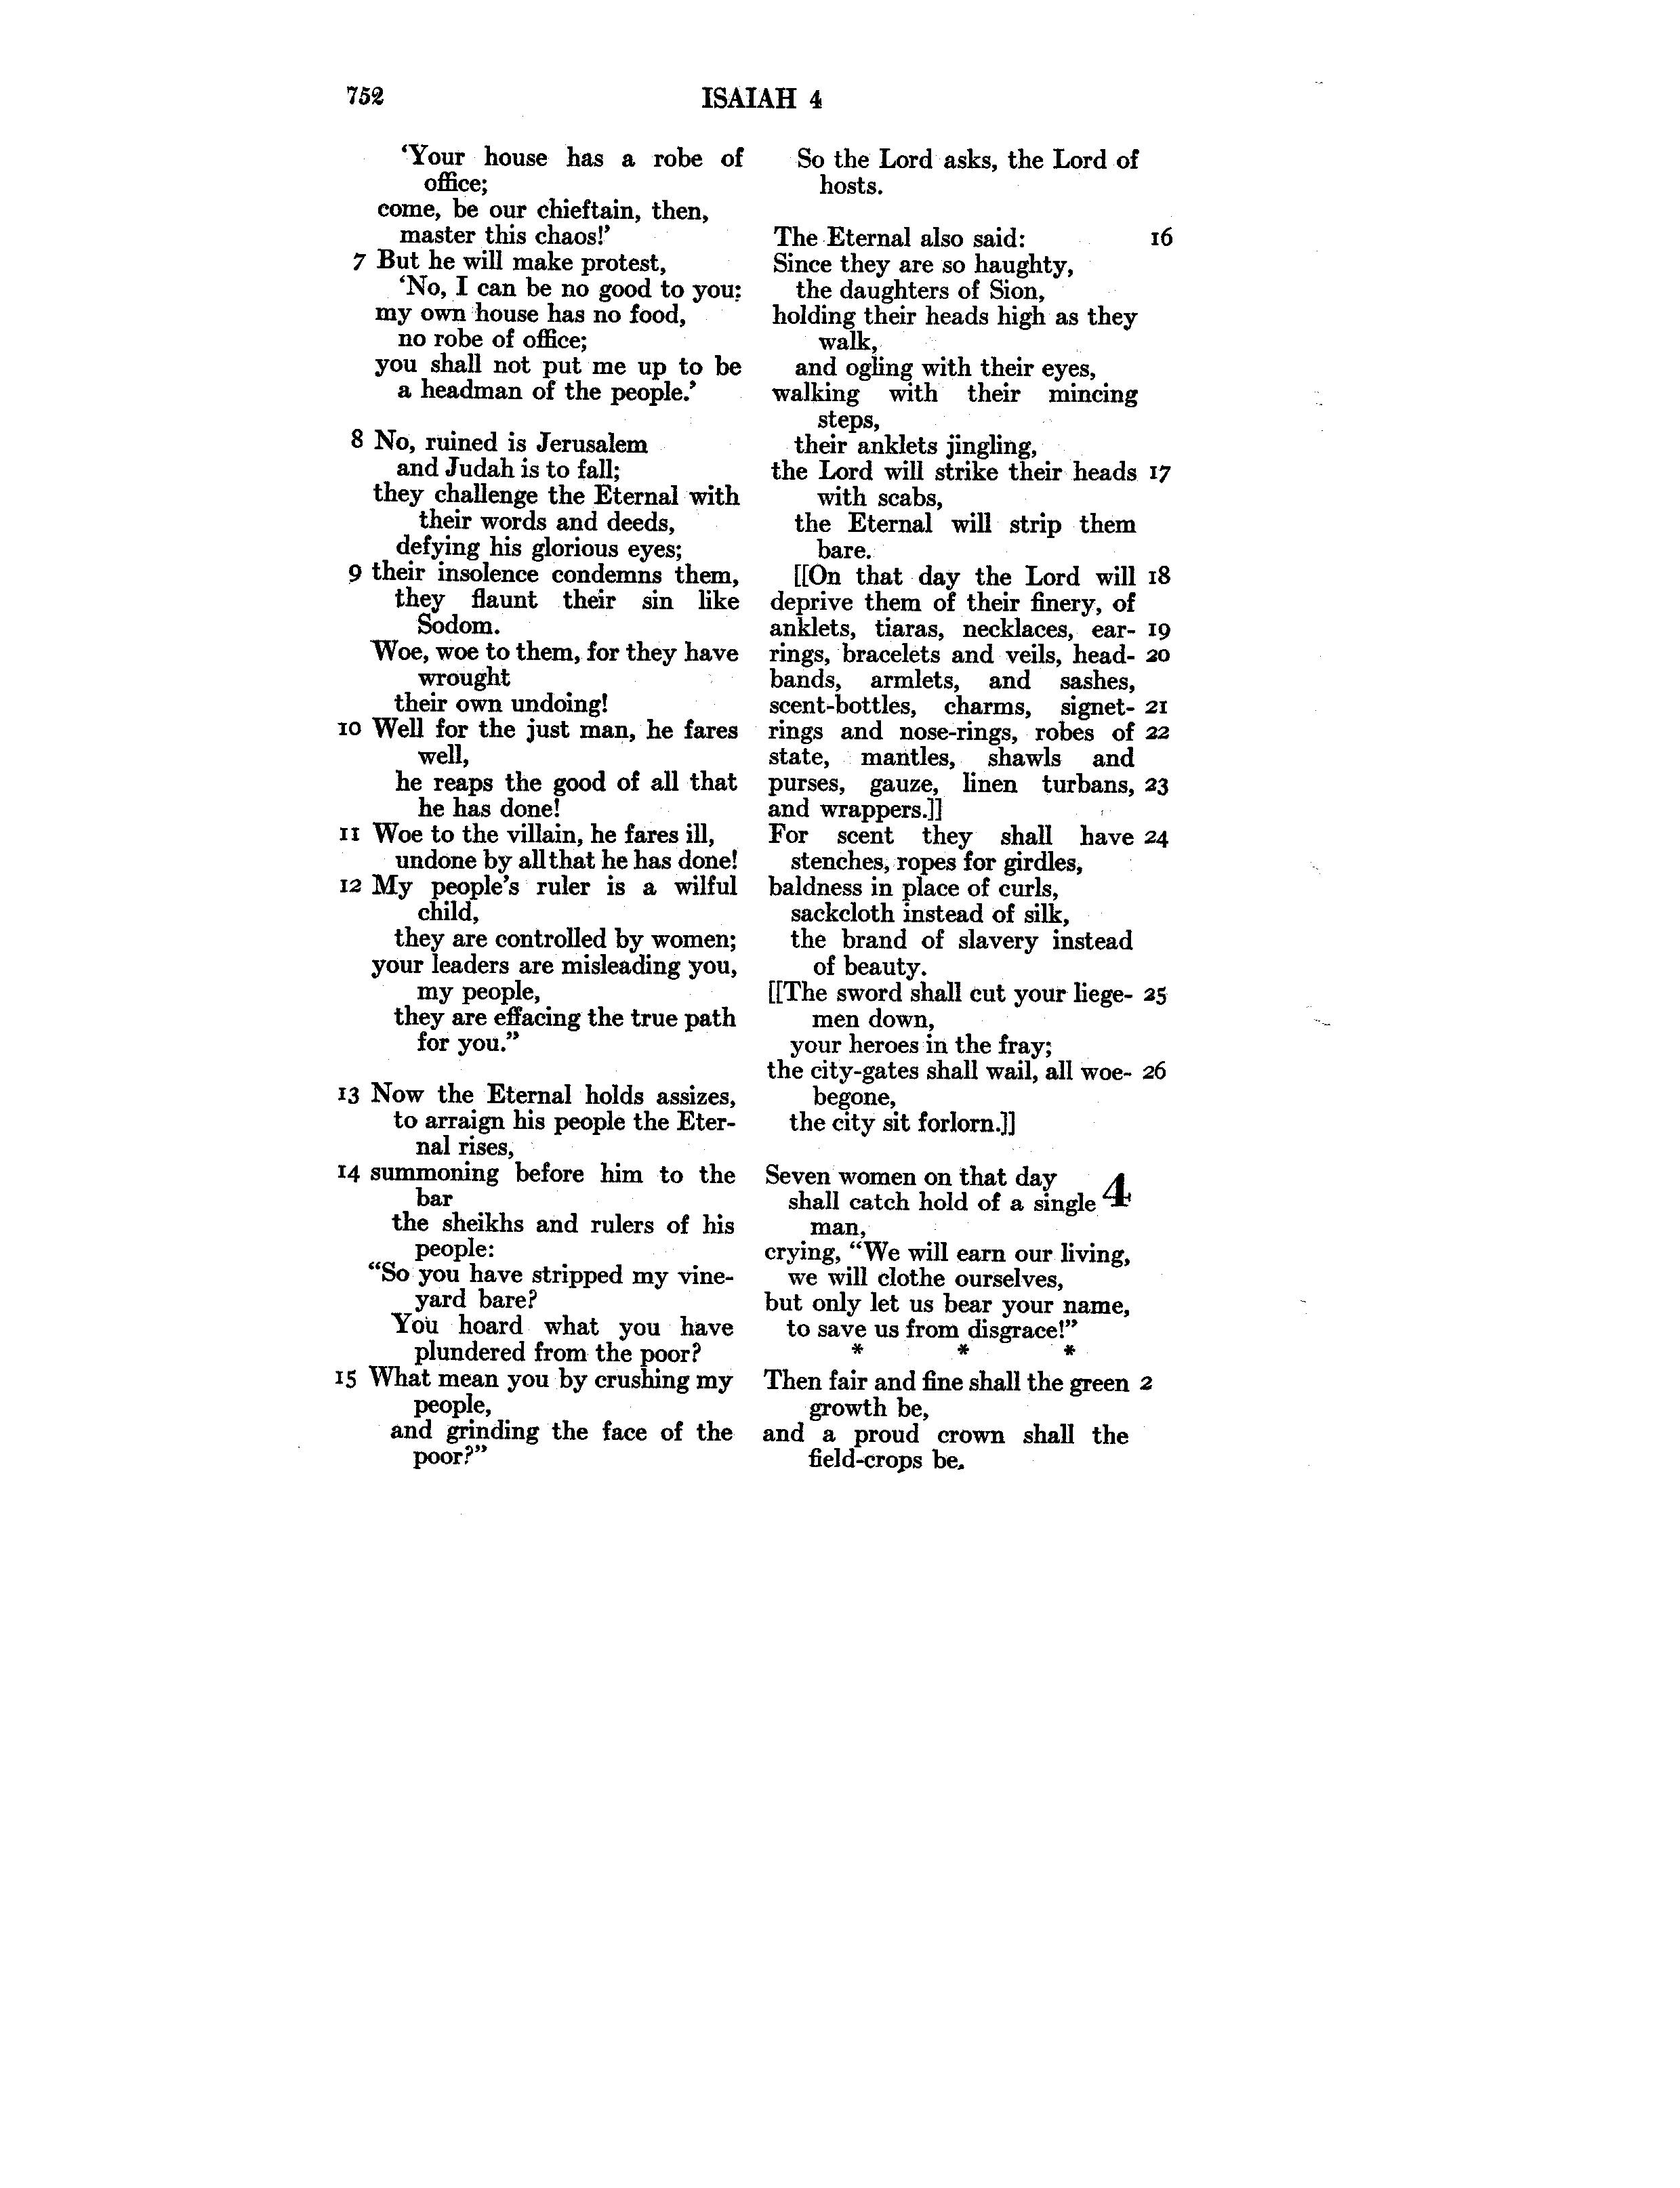 752
ISAIAH 4
‘Your house has a robe of
office;
come, be our chieftain, then,
master this chaos!’
7 But he will make protest,
‘No, I can be no good to you:
my own house has no food,
no robe of office;
you shall not put me up to be
a headman of the people.’
8 No, ruined is Jerusalem
and Judah is to fall;
they challenge the Eternal with
their words and deeds,
defying his glorious eyes;
9 their insolence condemns them,
they flaunt their sin like
Sodom.
Woe, woe to them, for they have
wrought
their own undoing!
10 Well for the just man, he fares
well,
he reaps the good of all that
he has done!
11 Woe to the villain, he fares ill,
undone by all that he has done!
12 My people’s ruler is a wilful
child,
they are controlled by women;
your leaders are misleading you,
my people,
they are effacing the true path
for you.”
13 Now the Eternal holds assizes,
to arraign his people the Eter-
nal rises,
14 summoning before him to the
bar
the sheikhs and rulers of his
people:
“So you have stripped my vine-
yard bare?
You hoard what you have
plundered from the poor?
15 What mean you by crushing my
people,
and grinding the face of the
poor?”
So the Lord asks, the Lord of
hosts.
The Eternal also said: 16
Since they are so haughty,
the daughters of Sion,
holding their heads high as they
walk,
and ogling with their eyes,
walking with their mincing
steps,
their anklets jingling,
the Lord will strike their heads 17
with scabs,
the Eternal will strip them
bare.
[[On that day the Lord will 18
deprive them of their finery, of
anklets, tiaras, necklaces, ear- 19
rings, bracelets and veils, head- 20
bands, armlets, and sashes,
scent-bottles, charms, signet- 21
rings and nose-rings, robes of 22
state, mantles, shawls and
purses, gauze, linen turbans, 23
and wrappers.]]
For scent they shall have 24
stenches, ropes for girdles,
baldness in place of curls,
sackcloth instead of silk,
the brand of slavery instead
of beauty.
[[The sword shall cut your liege- 25
men down,
your heroes in the fray;
the city-gates shall wail, all woe- 26
begone,
the city sit forlorn.]]
Seven women on that day 4
shall catch hold of a single
man,
crying, “We will earn our living,
we will clothe ourselves,
but only let us bear your name,
to save us from disgrace!”
* * *
Then fair and fine shall the green 2
growth be,
and a proud crown shall the
field-crops be.